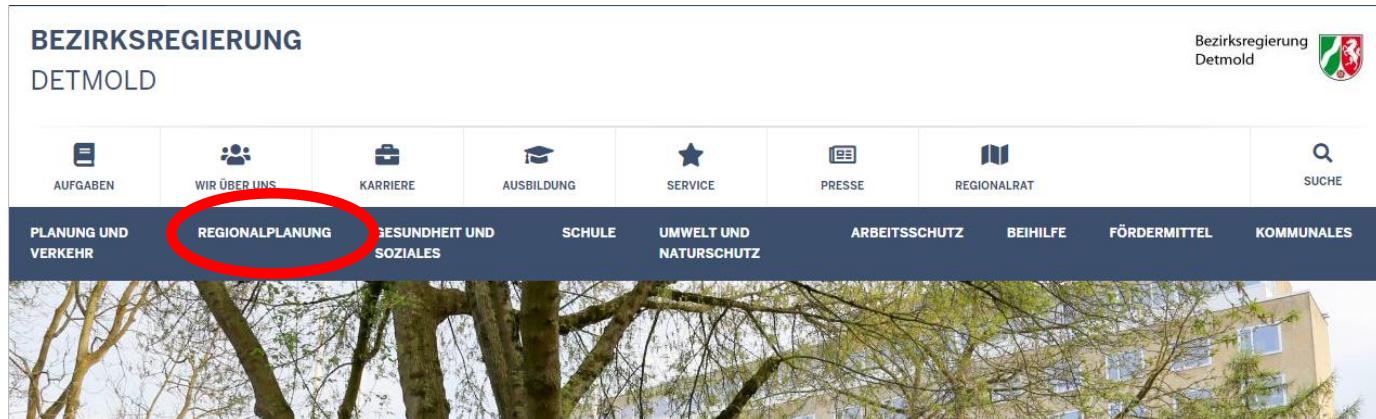 BEZIRKSREGIERUNG
DETMOLD
Bezirksregierung
Detmold
AUFGABEN
WIR ÜBER UNS
KARRIERE
AUSBILDUNG
SERVICE
PRESSE
REGIONALRAT
SUCHE
PLANUNG UND
VERKEHR
REGIONALPLANUNG
GESUNDHEIT UND
SOZIALES
SCHULE
UMWELT UND
NATURSCHUTZ
ARBEITSSCHUTZ
BEIHILFE
FÖRDERMITTEL
KOMMUNALES